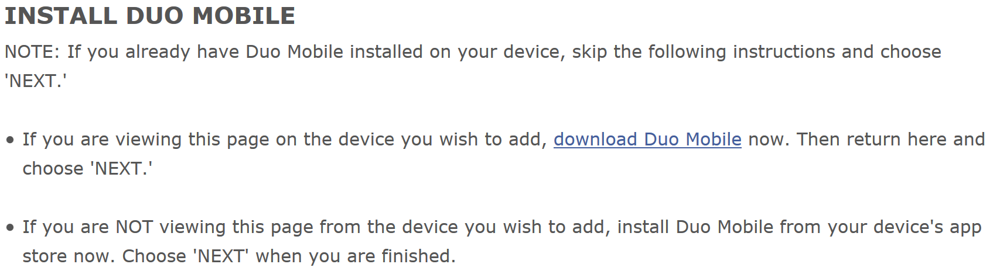 INSTALL DUO MOBILE
NOTE: If you already have Duo Mobile installed on your device, skip the following instructions and choose
'NEXT.'
• If you are viewing this page on the device you wish to add, download Duo Mobile now. Then return here and
choose 'NEXT.'
• If you are NOT viewing this page from the device you wish to add, install Duo Mobile from your device's app
store now. Choose 'NEXT' when you are finished.